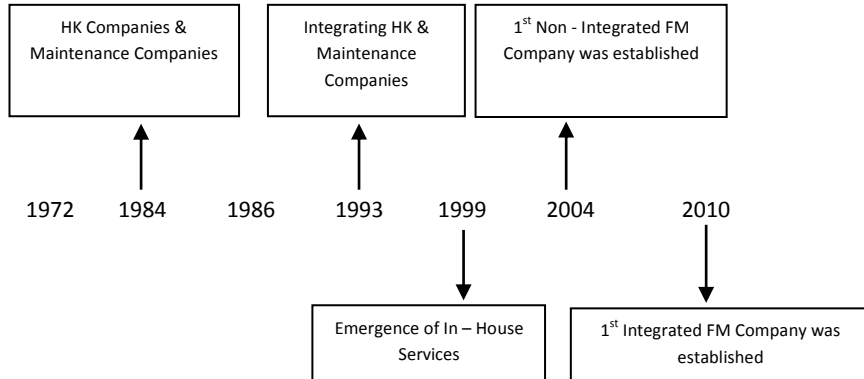 HK Companies &
Maintenance Companies
Integrating HK &
Maintenance
Companies
1st Non - Integrated FM
Company was established
1972 1984 1986 1993 1999 2004 2010
Emergence of In – House
Services
1st Integrated FM Company was
established